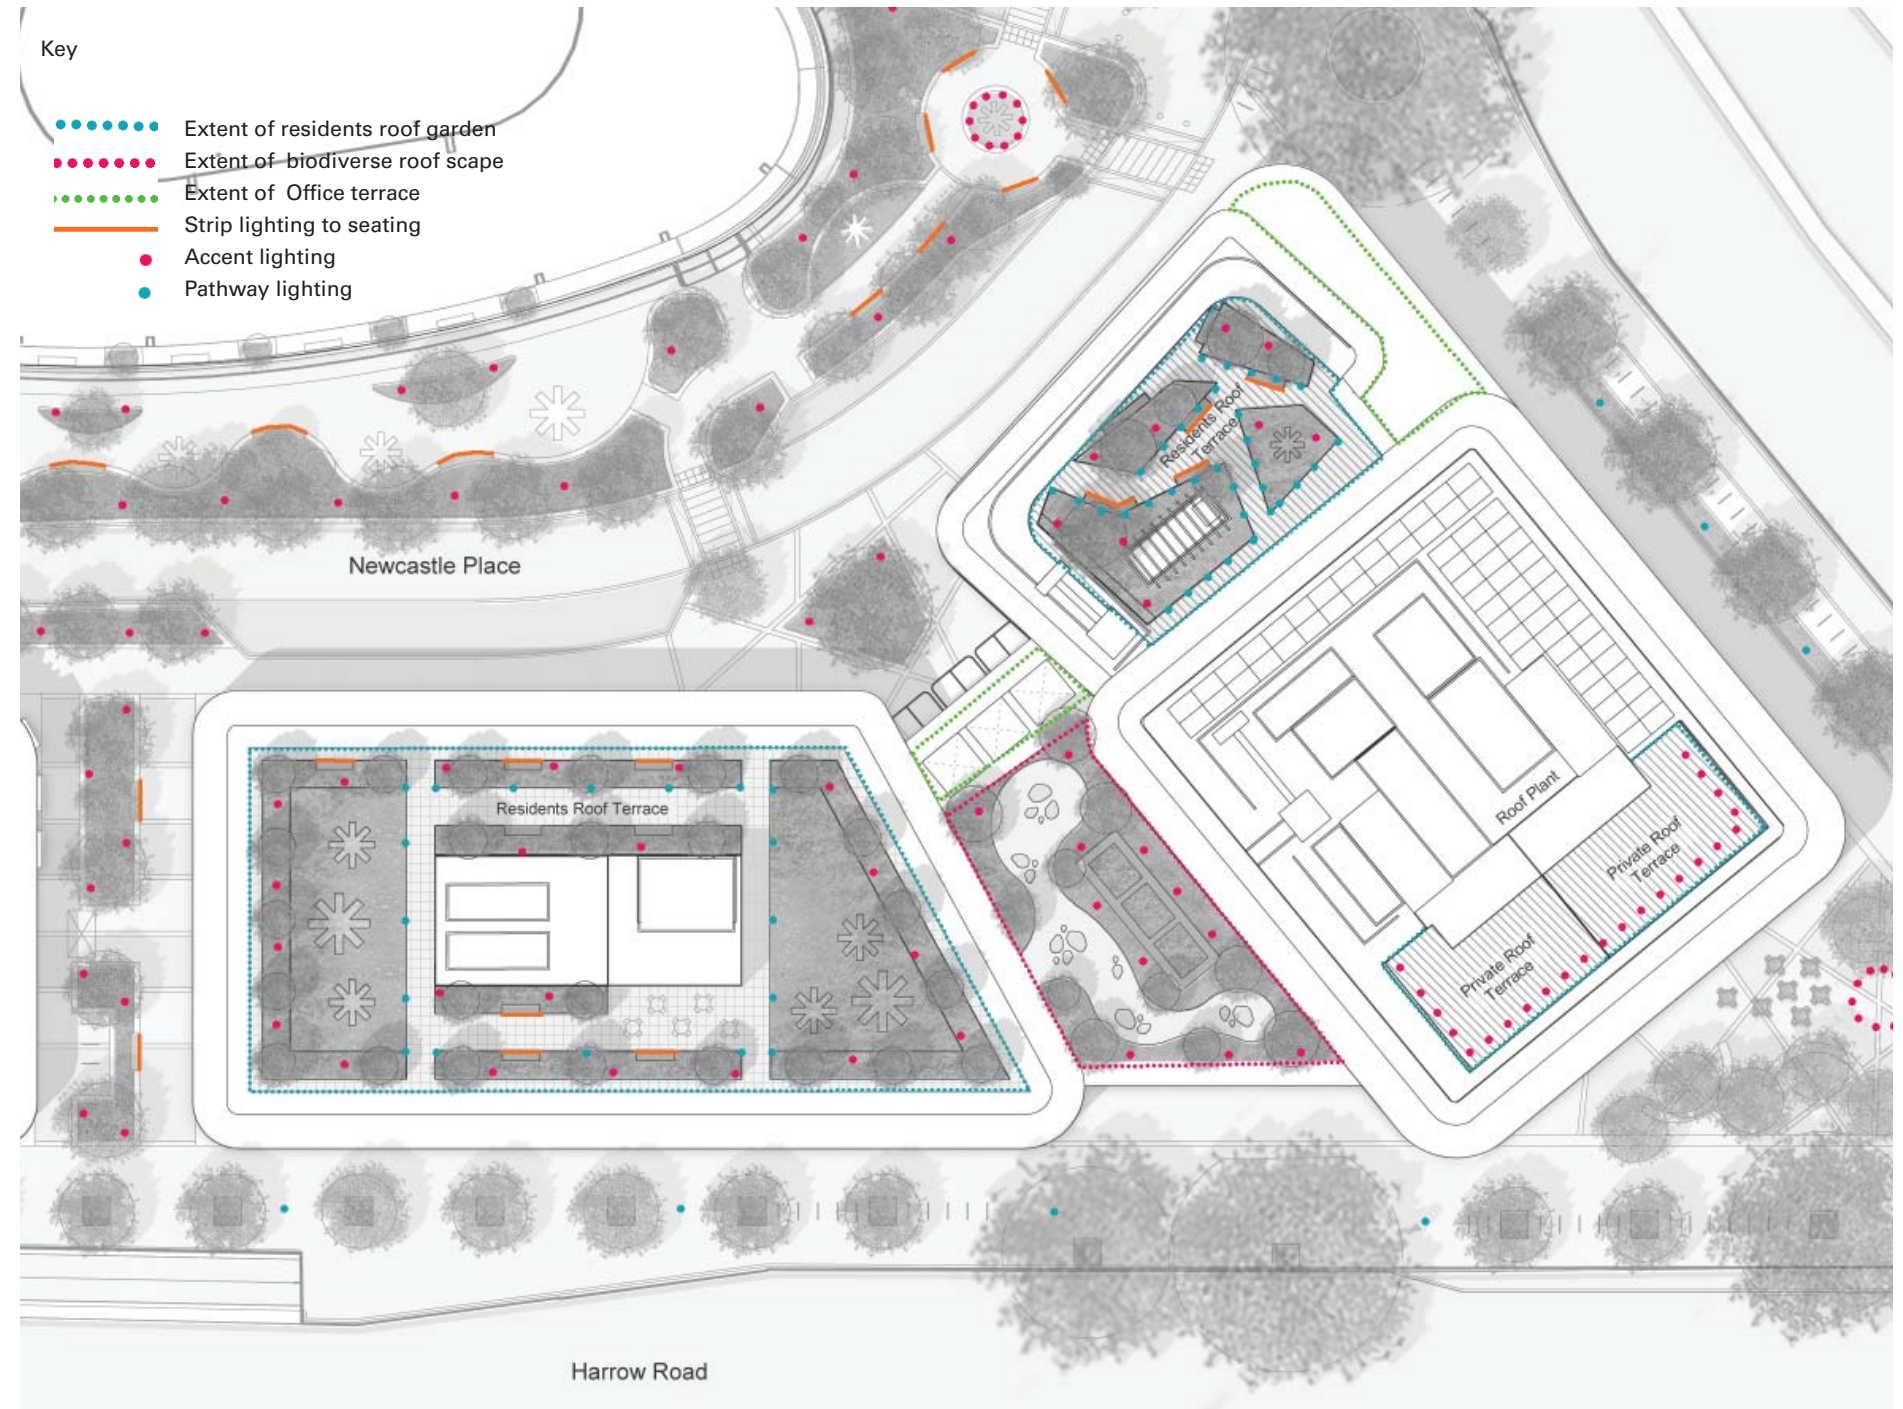 Key
Extent of residents roof garden
Extent of  biodiverse roof scape
Extent of  Office terrace
Strip lighting to seating
Accent lighting
Pathway lighting
Residents Roof
Terrace
Newcastle Place
Residents Roof Terrace
Roof Plant
Private Roof
Terrace
Private Roof
Terrace
Harrow Road